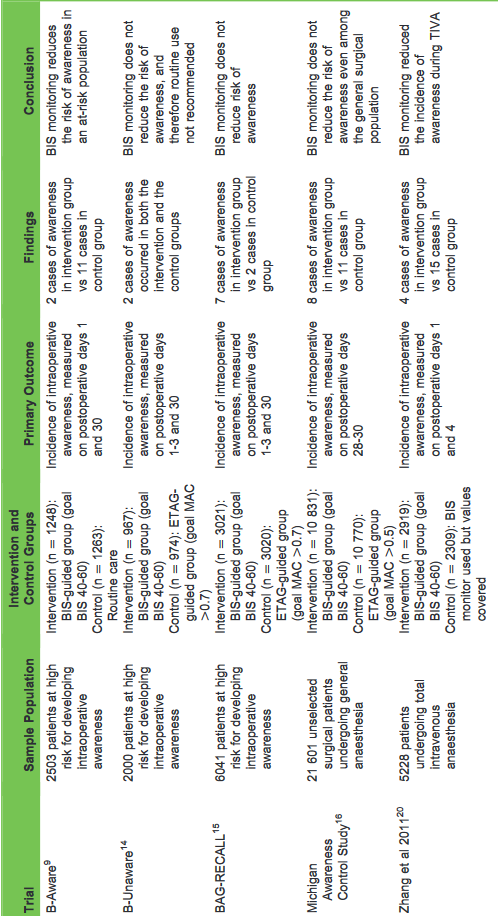 Trial
Sample Population
Intervention and
Control Groups
Primary Outcome
Findings
Conclusion
B-Aware9
2503 patients at high
risk for developing
intraoperative
awareness
Intervention (n = 1248):
BIS-guided group (goal
BIS 40-60)
Control (n = 1263):
Routine care
Incidence of intraoperative
awareness, measured
on postoperative days 1
and 30
2 cases of awareness
in intervention group
vs 11 cases in
control group
BIS monitoring reduces
the risk of awareness in
an at-risk population
B-Unaware14
2000 patients at high
risk for developing
intraoperative
awareness
Intervention (n = 967):
BIS-guided group (goal
BIS 40-60)
Control (n = 974): ETAG-
guided group (goal MAC
>0.7)
Incidence of intraoperative
awareness, measured
on postoperative days
1-3 and 30
2 cases of awareness
occurred in both the
intervention and the
control groups
BIS monitoring does not
reduce the risk of
awareness, and
therefore routine use
not recommended
BAG-RECALL15
6041 patients at high
risk for developing
intraoperative
awareness
Intervention (n = 3021):
BIS-guided group (goal
BIS 40-60)
Control (n = 3020):
ETAG-guided group
(goal MAC >0.7)
Incidence of intraoperative
awareness, measured
on postoperative days
1-3 and 30
7 cases of awareness
in intervention group
vs 2 cases in control
group
BIS monitoring does not
reduce risk of
awareness
Michigan
Awareness
Control Study16
21 601 unselected
surgical patients
undergoing general
anaesthesia
Intervention (n = 10 831):
BIS-guided group (goal
BIS 40-60)
Control (n = 10 770):
ETAG-guided group
(goal MAC >0.5)
Incidence of intraoperative
awareness, measured
on postoperative days
28-30
8 cases of awareness
in intervention group
vs 11 cases in
control group
BIS monitoring does not
reduce the risk of
awareness even among
the general surgical
population
Zhang et al 201120
5228 patients
undergoing total
intravenous
anaesthesia
Intervention (n = 2919):
BIS-guided group (goal
BIS 40-60)
Control (n = 2309): BIS
monitor used but values
covered
Incidence of intraoperative
awareness, measured
on postoperative days 1
and 4
4 cases of awareness
in intervention group
vs 15 cases in
control group
BIS monitoring reduced
the incidence of
awareness during TIVA